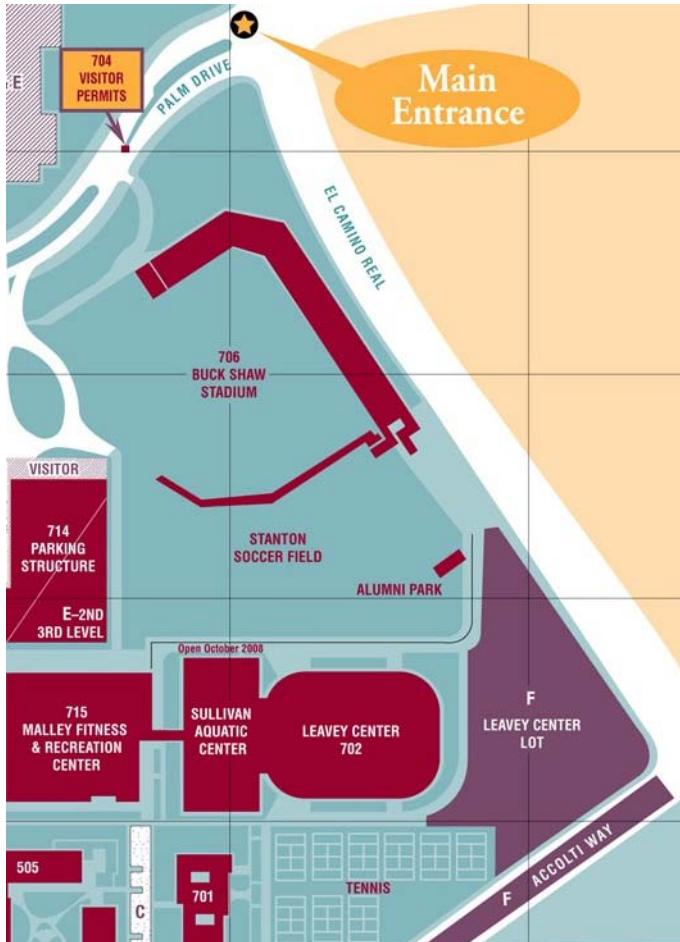 Main
Entrance
704
VISITOR
PERMITS
E
PALM DRIVE
EL CAMINO REAL
706
BUCK SHAW
STADIUM
VISITOR
714
PARKING
STRUCTURE
E–2ND
3RD LEVEL
STANTON
SOCCER FIELD
ALUMNI PARK
Open October 2008
715
MALLEY FITNESS
& RECREATION
CENTER
SULLIVAN
AQUATIC
CENTER
LEAVEY CENTER
702
F
LEAVEY CENTER
LOT
F ACCOLTI WAY
505
C
701
TENNIS